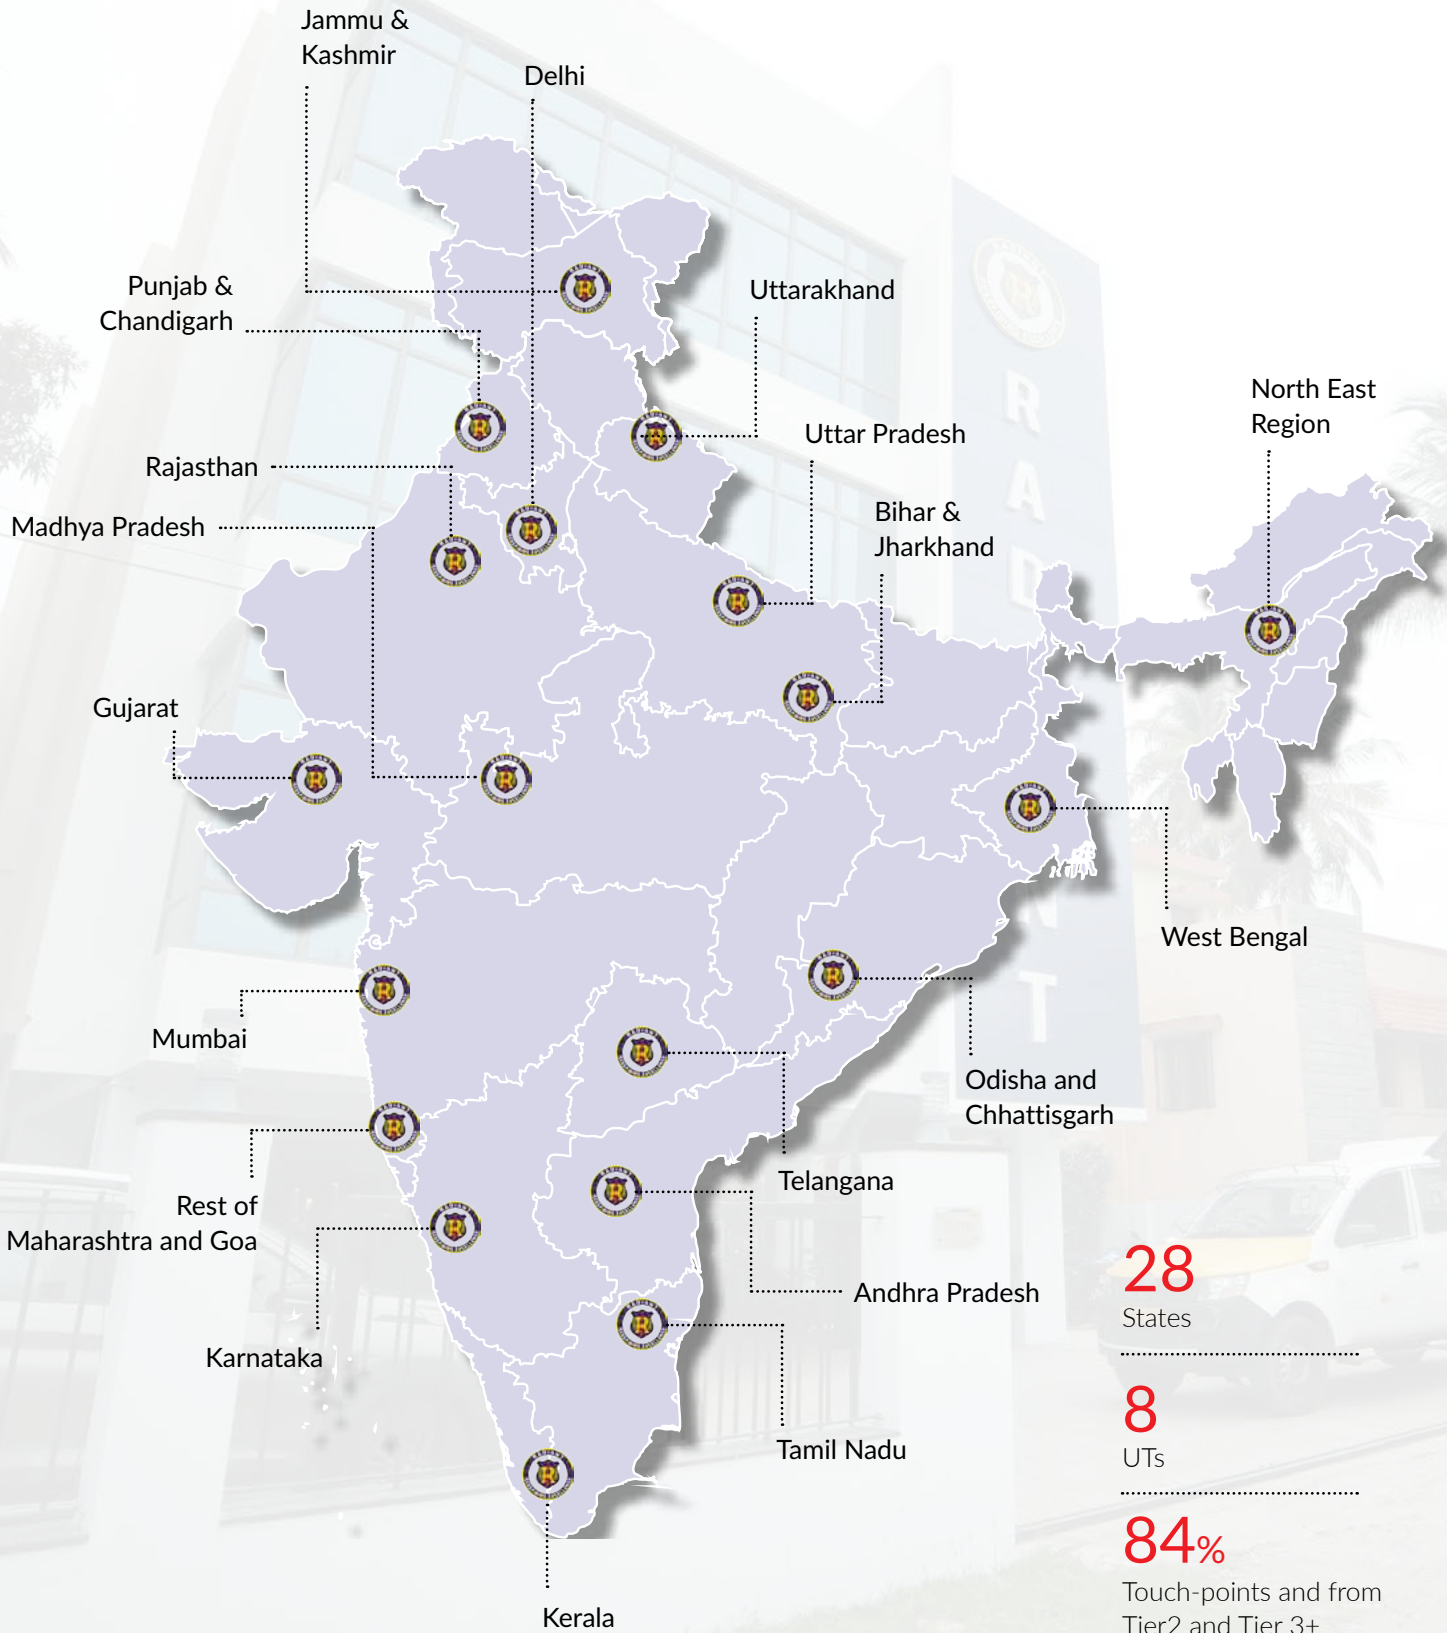 Jammu &
Kashmir
Delhi
Punjab &
Chandigarh
Uttarakhand
North East
Region
Uttar Pradesh
Rajasthan
Madhya Pradesh
Bihar &
Jharkhand
Gujarat
West Bengal
Mumbai
Odisha and
Chhattisgarh
Telangana
Rest of
Maharashtra and Goa
Andhra Pradesh
Karnataka
Tamil Nadu
Kerala
28
States
8
UTs
84%
Touch-points and from
Tier2 and Tier 3+
RADIANT